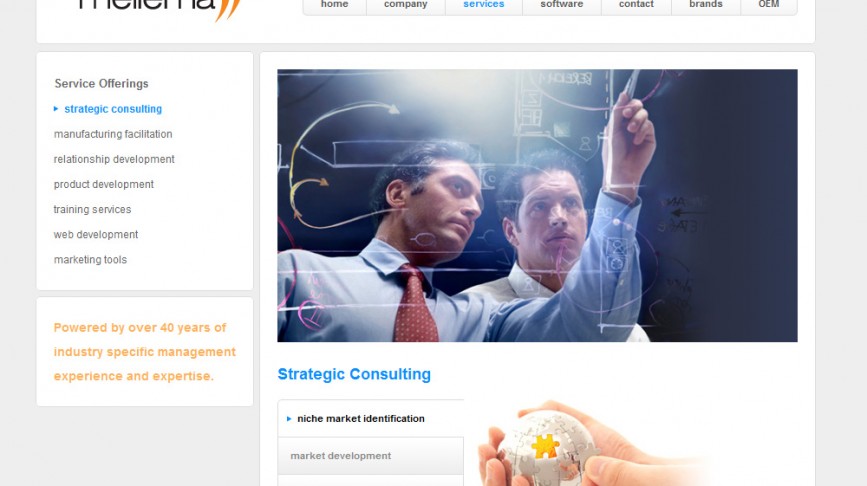 home company services software contact brands OEM
Service Offerings
strategic consulting
manufacturing facilitation
relationship development
product development
training services
web development
marketing tools
Powered by over 40 years of
industry specific management
experience and expertise.
Strategic Consulting
niche market identification
market development